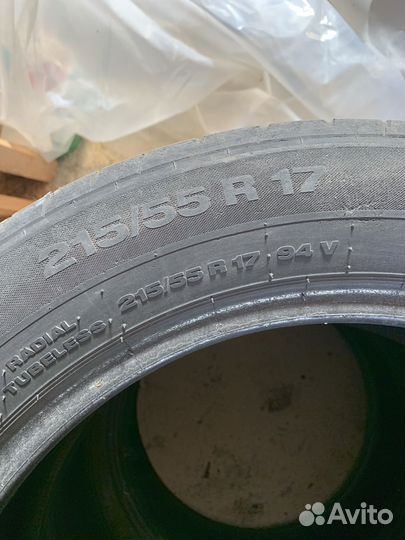 215/55 R 17
RADIAL
TUBELESS
215/55 R 17 94 V
Avito